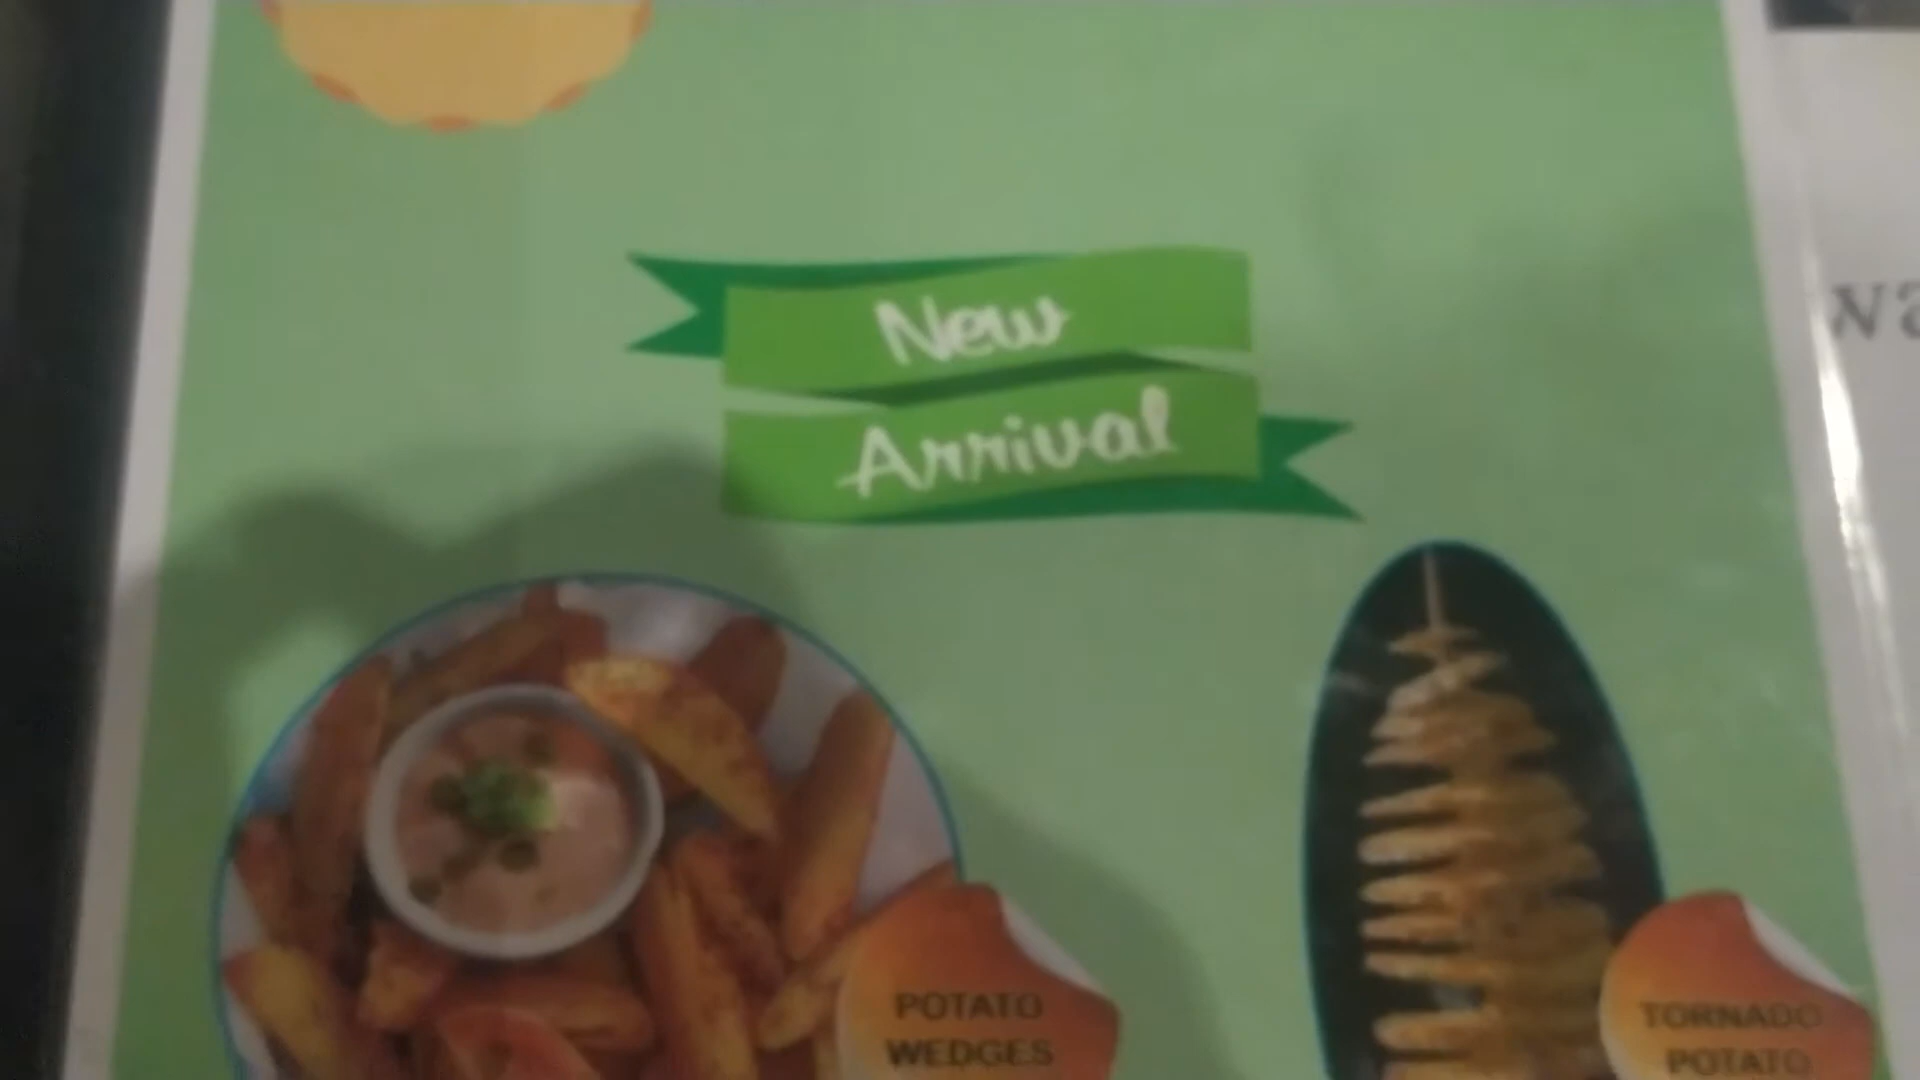 New
Arrival
POTATO
WEDGES
TORNADO
POTATO